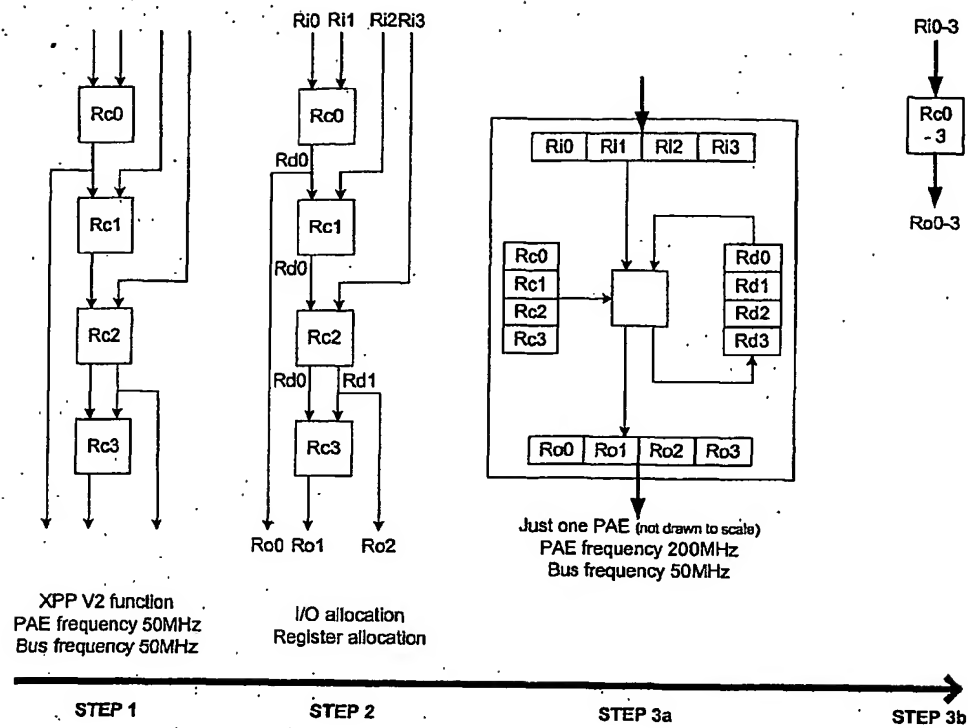 Rc0
Rc1
Rc2
Rc3
XPP V2 function
PAE frequency 50MHz
Bus frequency 50MHz
STEP 1
Ri0 Ri1 Ri2 Ri3
Rc0
Rd0
Rc1
Rd0
Rc2
Rd0 Rd1
Rc3
Ro0 Ro1 Ro2
I/O allocation
Register allocation
STEP 2
Ri0 Ri1 Ri2 Ri3
Rc0
Rc1
Rc2
Rc3
Rd0
Rd1
Rd2
Rd3
Ro0 Ro1 Ro2 Ro3
Just one PAE (not drawn to scale)
PAE frequency 200MHz
Bus frequency 50MHz
STEP 3a
Ri0-3
Rc0
- 3
Ro0-3
STEP 3b